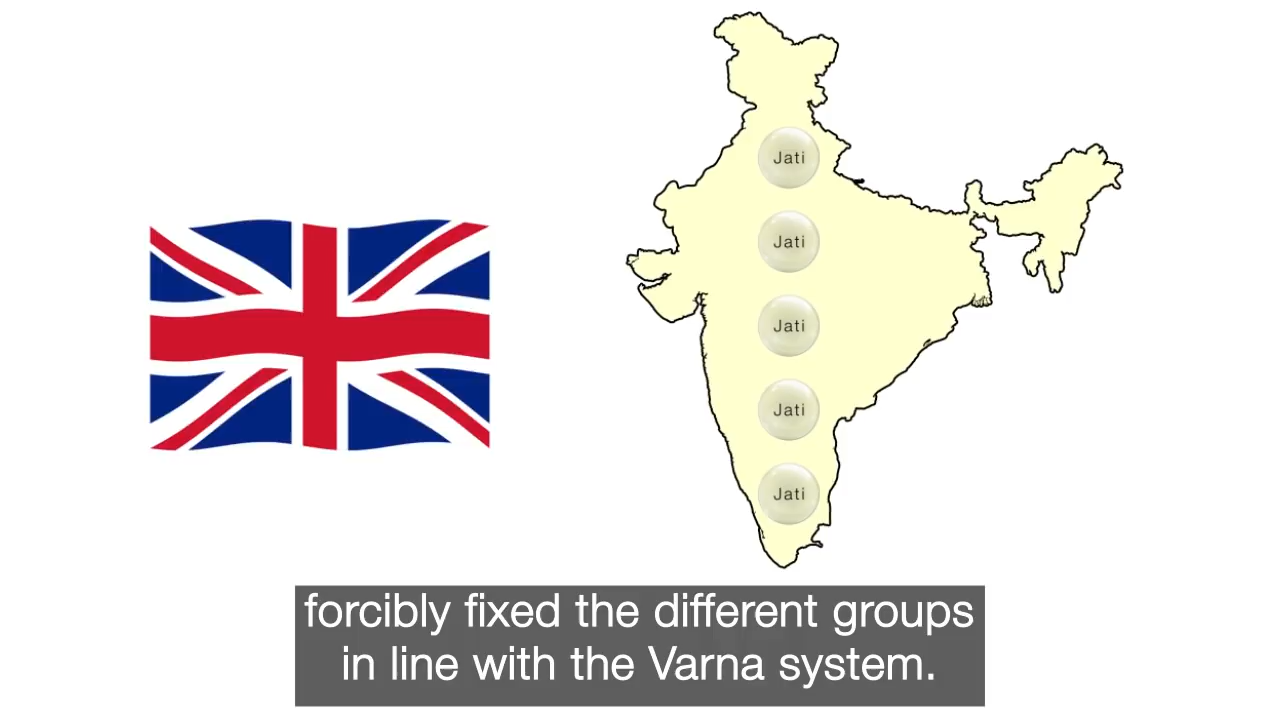 Jati
Jati
Jati
Jati
Jati
forcibly fixed the different groups
in line with the Varna system.